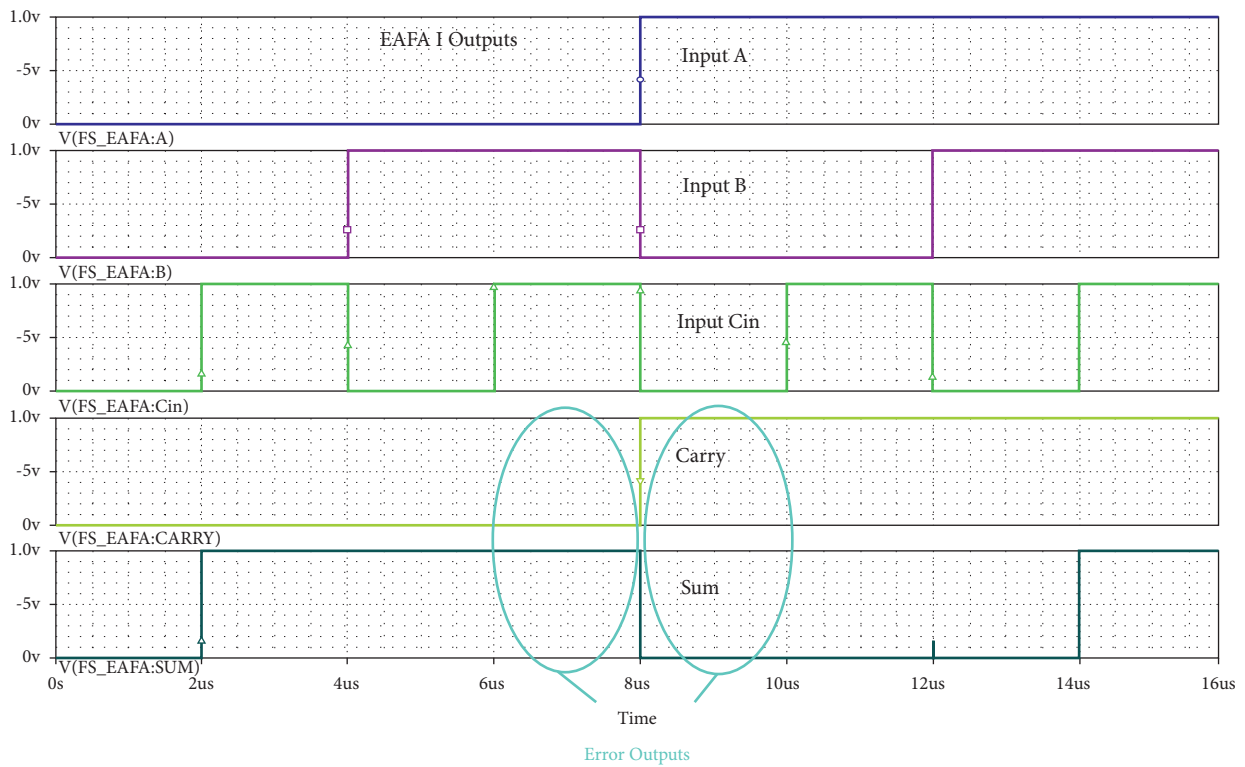 1.0v
EAFA I Outputs
Input A
-5v
0v
V(FS_EAFA:A)
1.0v
Input B
-5v
0v
V(FS_EAFA:B)
1.0v
Input Cin
-5v
0v
V(FS_EAFA:Cin)
1.0v
Carry
-5v
0v
V(FS_EAFA:CARRY)
1.0v
Sum
-5v
0v
V(FS_EAFA:SUM)
0s 2us 4us 6us 8us 10us 12us 14us 16us
Time
Error Outputs